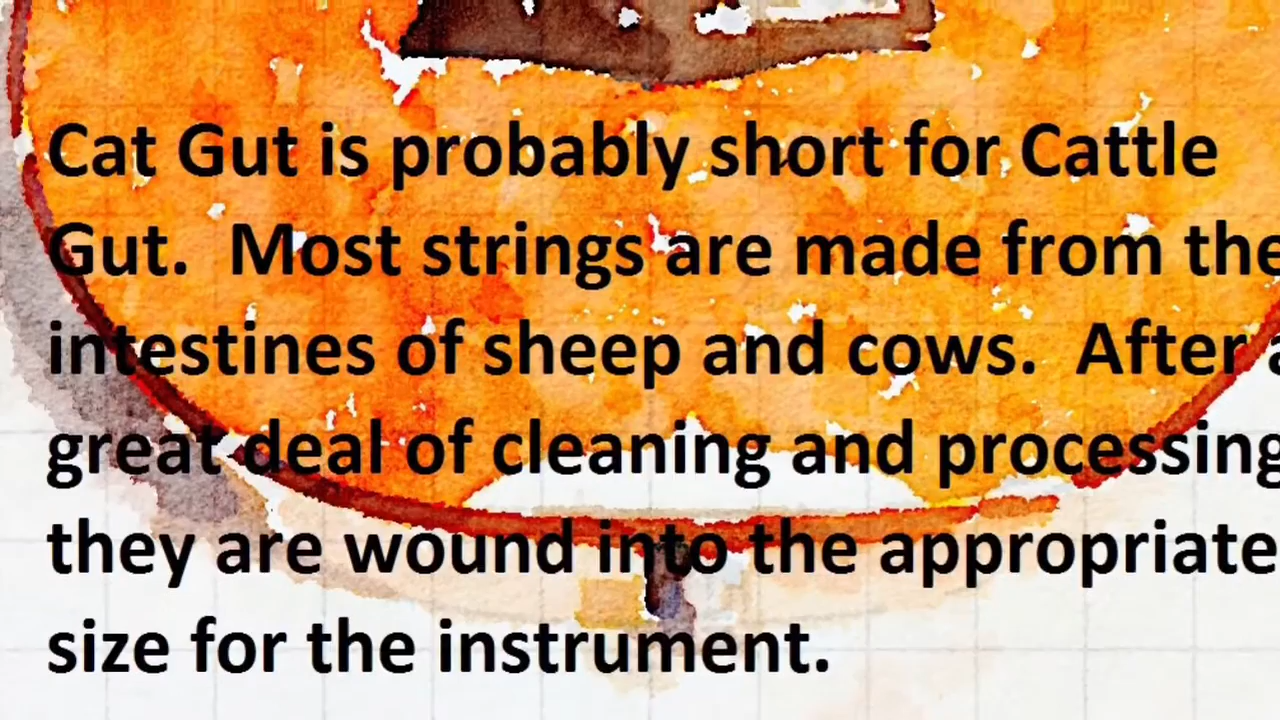 Cat Gut is probably short for Cattle
Gut.  Most strings are made from the
intestines of sheep and cows.  After a
great deal of cleaning and processing
they are wound into the appropriate
size for the instrument.